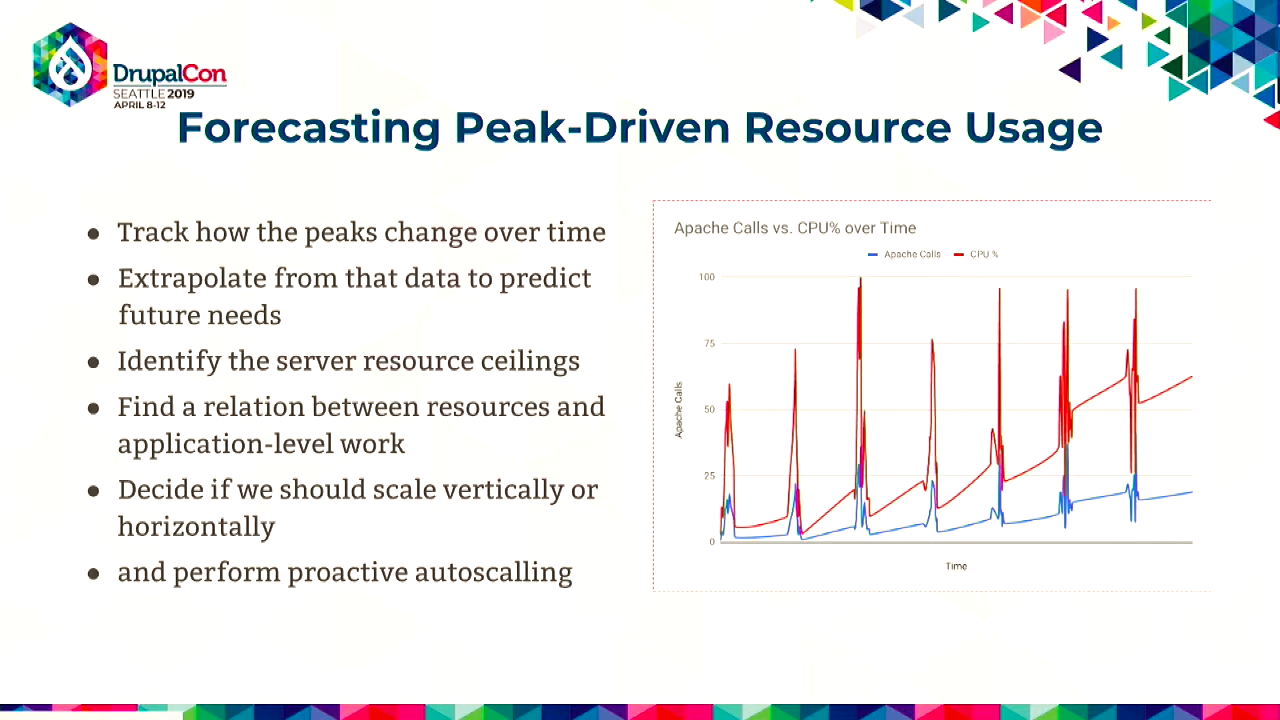 DrupalCon
SEATTLE 2019
APRIL 8-12
Forecasting Peak-Driven Resource Usage
● Track how the peaks change over time
● Extrapolate from that data to predict
future needs
● Identify the server resource ceilings
● Find a relation between resources and
application-level work
● Decide if we should scale vertically or
horizontally
● and perform proactive autoscalling
Apache Calls vs. CPU% over Time
Apache Calls CPU %
100
75
50
25
0
Apache Calls
Time